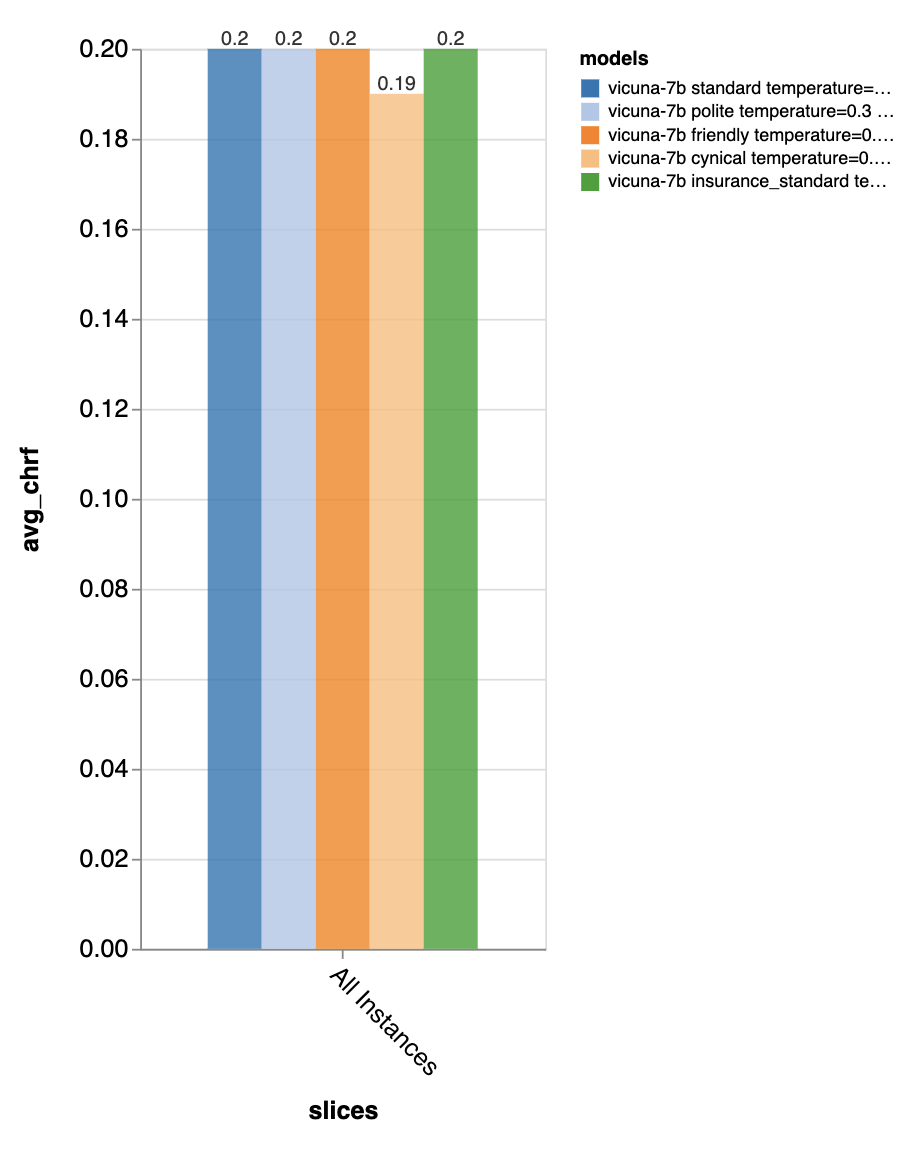 0.2 0.2 0.2 0.2
0.19
0.20
0.18
0.16
0.14
0.12
0.10
0.08
0.06
0.04
0.02
0.00
avg_chrf
All Instances
slices
models
vicuna-7b standard temperature=…
vicuna-7b polite temperature=0.3 …
vicuna-7b friendly temperature=0.…
vicuna-7b cynical temperature=0.…
vicuna-7b insurance_standard te…